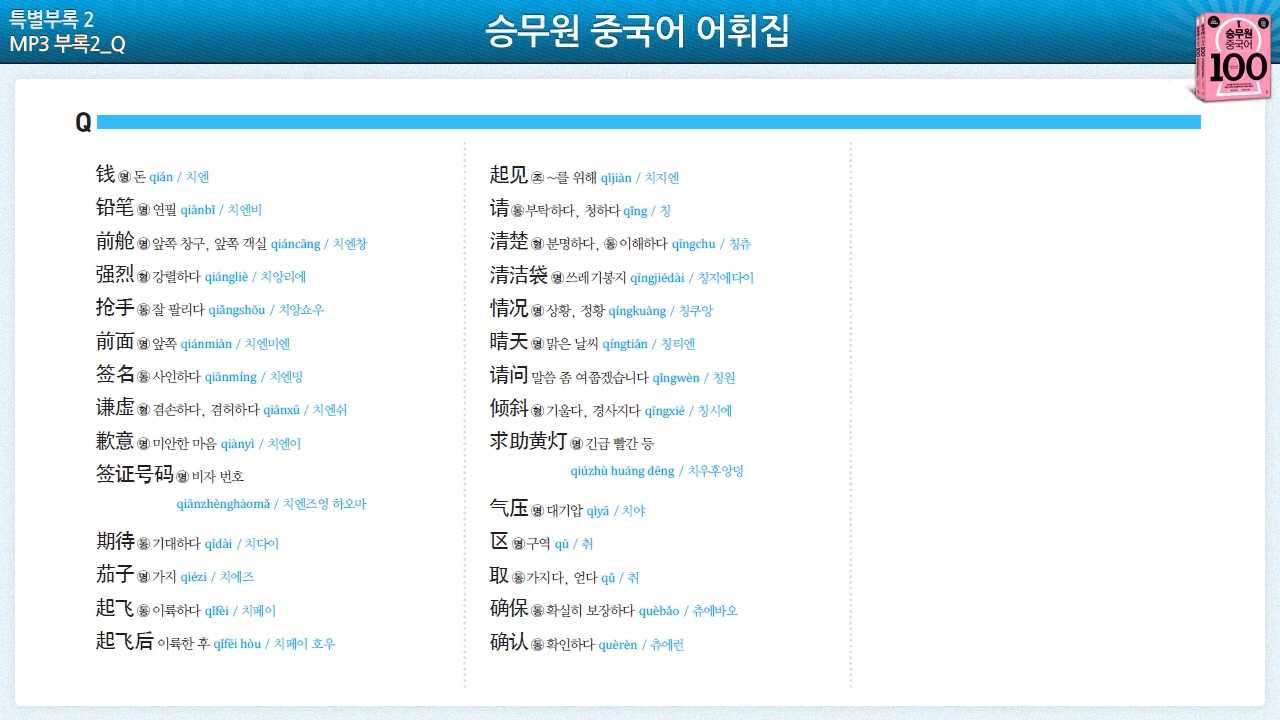 특별부록 2
MP3 부록2_Q
승무원 중국어 어휘집
승무원
중국어
100
Q
钱 명 돈 qián / 치엔
铅笔 명 연필 qiānbǐ / 치엔비
前舱 명 앞쪽 창구, 앞쪽 객실 qiáncāng / 치엔창
强烈 형 강렬하다 qiángliè / 치앙리에
抢手 동 잘 팔리다 qiǎngshǒu / 치앙쇼우
前面 명 앞쪽 qiánmiàn / 치엔미엔
签名 동 사인하다 qiānmíng / 치엔밍
谦虚 형 겸손하다, 겸허하다 qiānxū / 치엔쉬
歉意 명 미안한 마음 qiànyì / 치엔이
签证号码 명 비자 번호
qiānzhènghàomǎ / 치엔즈엉 하오마
期待 동 기대하다 qīdài / 치다이
茄子 명 가지 qiézi / 치에즈
起飞 동 이륙하다 qǐfēi / 치페이
起飞后 이륙한 후 qǐfēi hòu / 치페이 호우
起见 조 ~를 위해 qǐjiàn / 치지엔
请 동 부탁하다, 청하다 qǐng / 칭
清楚 형 분명하다, 동 이해하다 qīngchu / 칭츄
清洁袋 명 쓰레기봉지 qīngjiédài / 칭지에다이
情况 명 상황, 정황 qíngkuàng / 칭쿠앙
晴天 명 맑은 날씨 qíngtiān / 칭티엔
请问 말씀 좀 여쭙겠습니다 qǐngwèn / 칭원
倾斜 형 기울다, 경사지다 qīngxié / 칭시에
求助黄灯 명 긴급 빨간 등
qiúzhù huáng dēng / 치우후앙덩
气压 명 대기압 qìyā / 치야
区 명 구역 qū / 취
取 동 가지다, 얻다 qǔ / 취
确保 동 확실히 보장하다 quèbǎo / 츄에바오
确认 동 확인하다 quèrèn / 츄에런